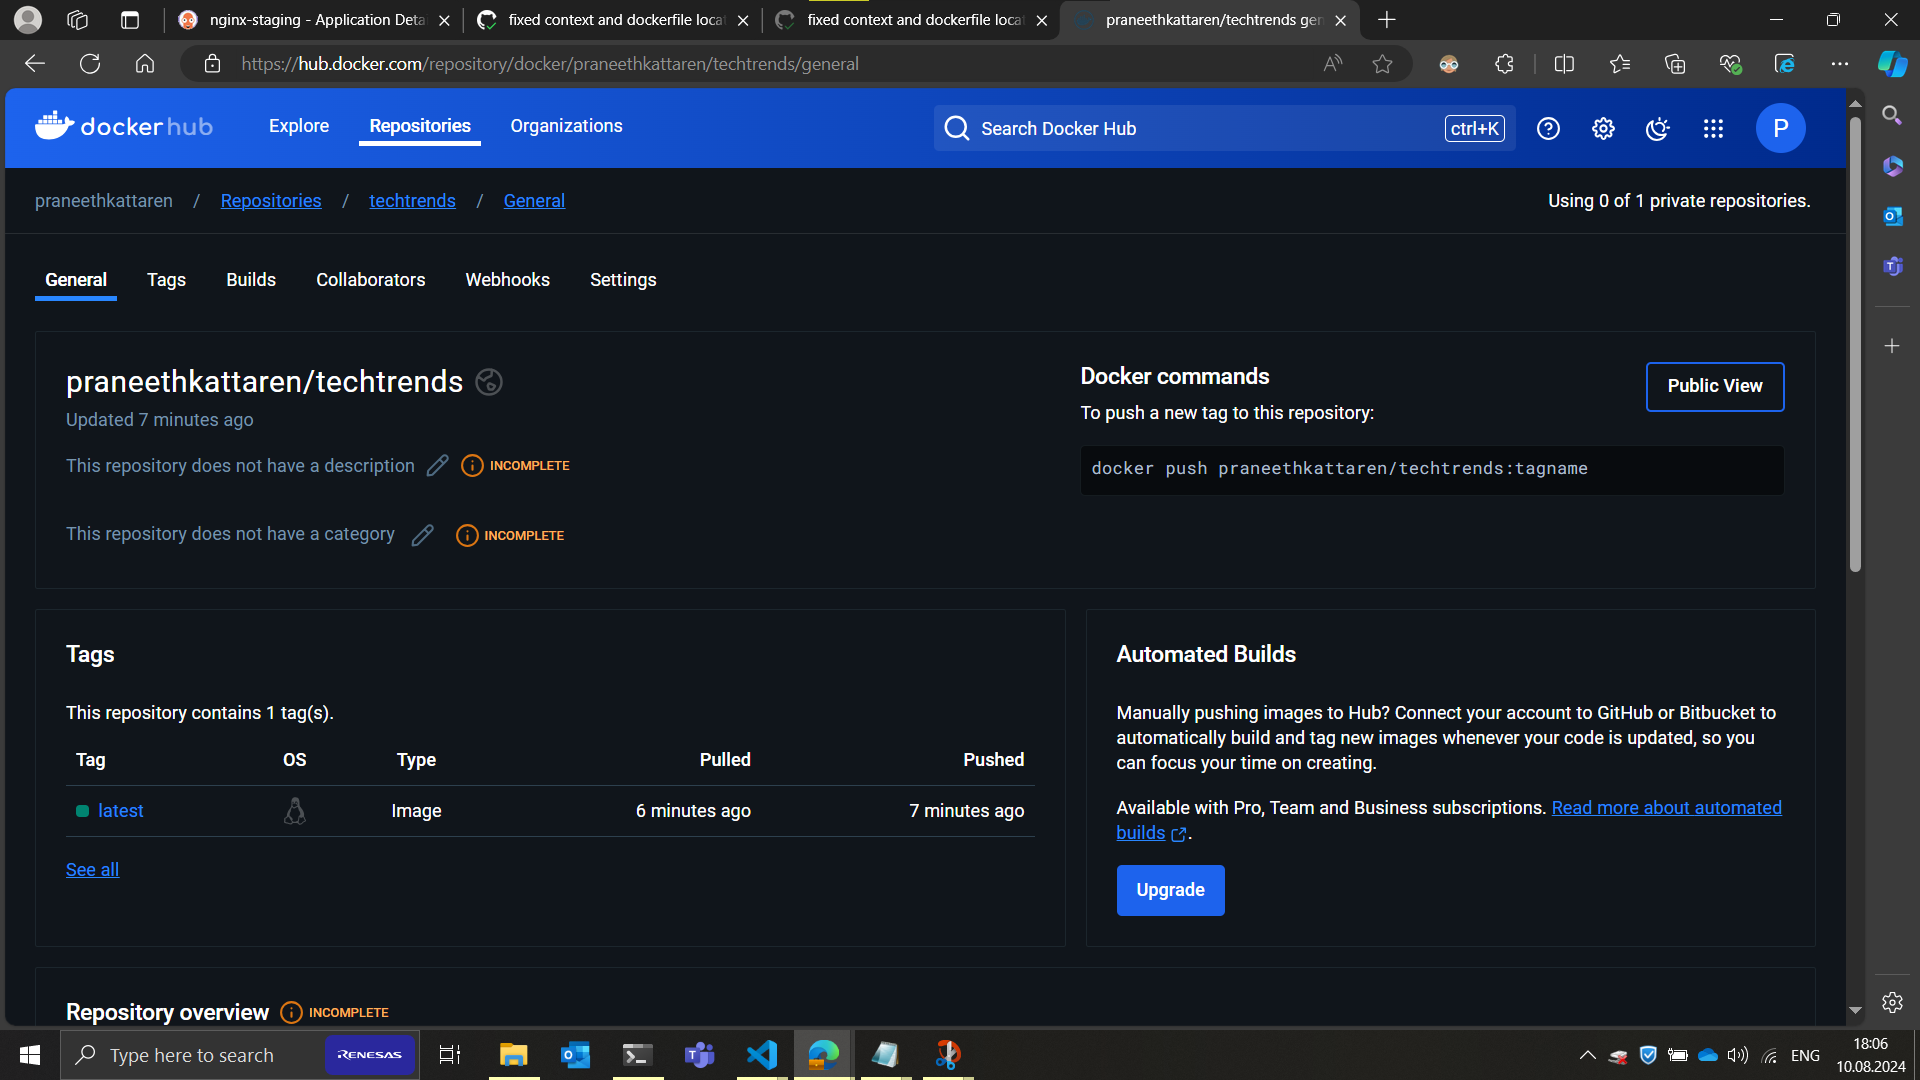 nginx-staging - Application Deta
fixed context and dockerfile locat
fixed context and dockerfile locat
praneethkattaren/techtrends gen
https://hub.docker.com/repository/docker/praneethkattaren/techtrends/general
docker hub
Explore
Repositories
Organizations
Search Docker Hub
ctrl+K
P
praneethkattaren / Repositories / techtrends / General
Using 0 of 1 private repositories.
General
Tags
Builds
Collaborators
Webhooks
Settings
praneethkattaren/techtrends
Updated 7 minutes ago
This repository does not have a description
INCOMPLETE
This repository does not have a category
INCOMPLETE
Docker commands
To push a new tag to this repository:
Public View
docker push praneethkattaren/techtrends:tagname
Tags
This repository contains 1 tag(s).
Tag OS Type Pulled Pushed
latest Image 6 minutes ago 7 minutes ago
See all
Automated Builds
Manually pushing images to Hub? Connect your account to GitHub or Bitbucket to
automatically build and tag new images whenever your code is updated, so you
can focus your time on creating.
Available with Pro, Team and Business subscriptions. Read more about automated
builds .
Upgrade
Repository overview
INCOMPLETE
Type here to search
RENESAS
ENG
18:06
10.08.2024